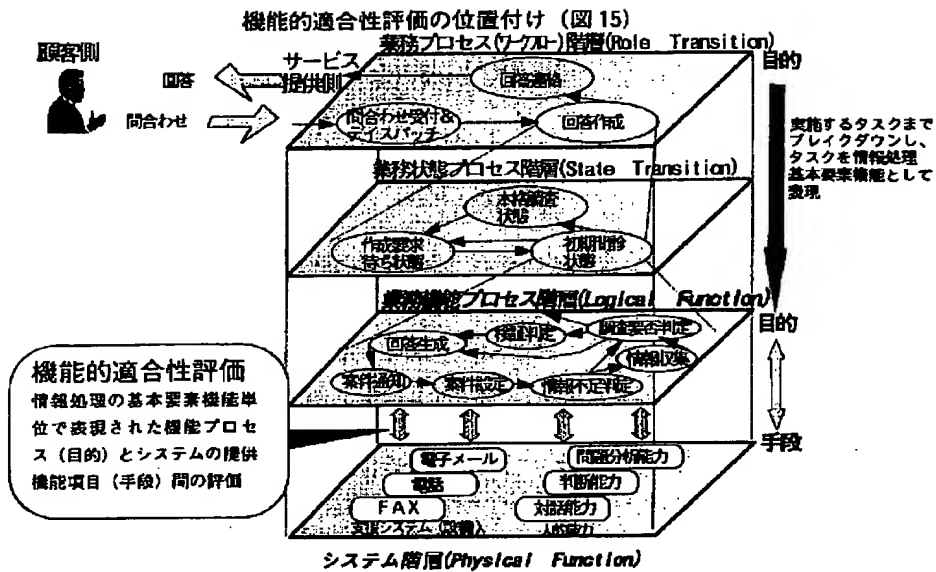 機能的適合性評価の位置付け（図15）
業務プロセス(ワークフロー)階層(Role Transition)
顧客側
サービス
提供側
目的
回答
回答連絡
問合わせ
問合わせ受付&
ディスパッチ
回答作成
実施するタスクまで
ブレイクダウンし、
タスクを情報処理
基本要素機能として
表現
業務状態プロセス階層(State Transition)
本格調査
状態
作成要求
待ち状態
初期問診
状態
業務機能プロセス階層(Logical Function)
目的
回答生成
検証判定
調査要否判定
情報収集
案件通知
案件設定
情報不足判定
機能的適合性評価
情報処理の基本要素機能単
位で表現された機能プロセ
ス（目的）とシステムの提供
機能項目（手段）間の評価
手段
電子メール
問題分析能力
電話
判断能力
FAX
対話能力
支援システム
人的能力
システム階層(Physical Function)